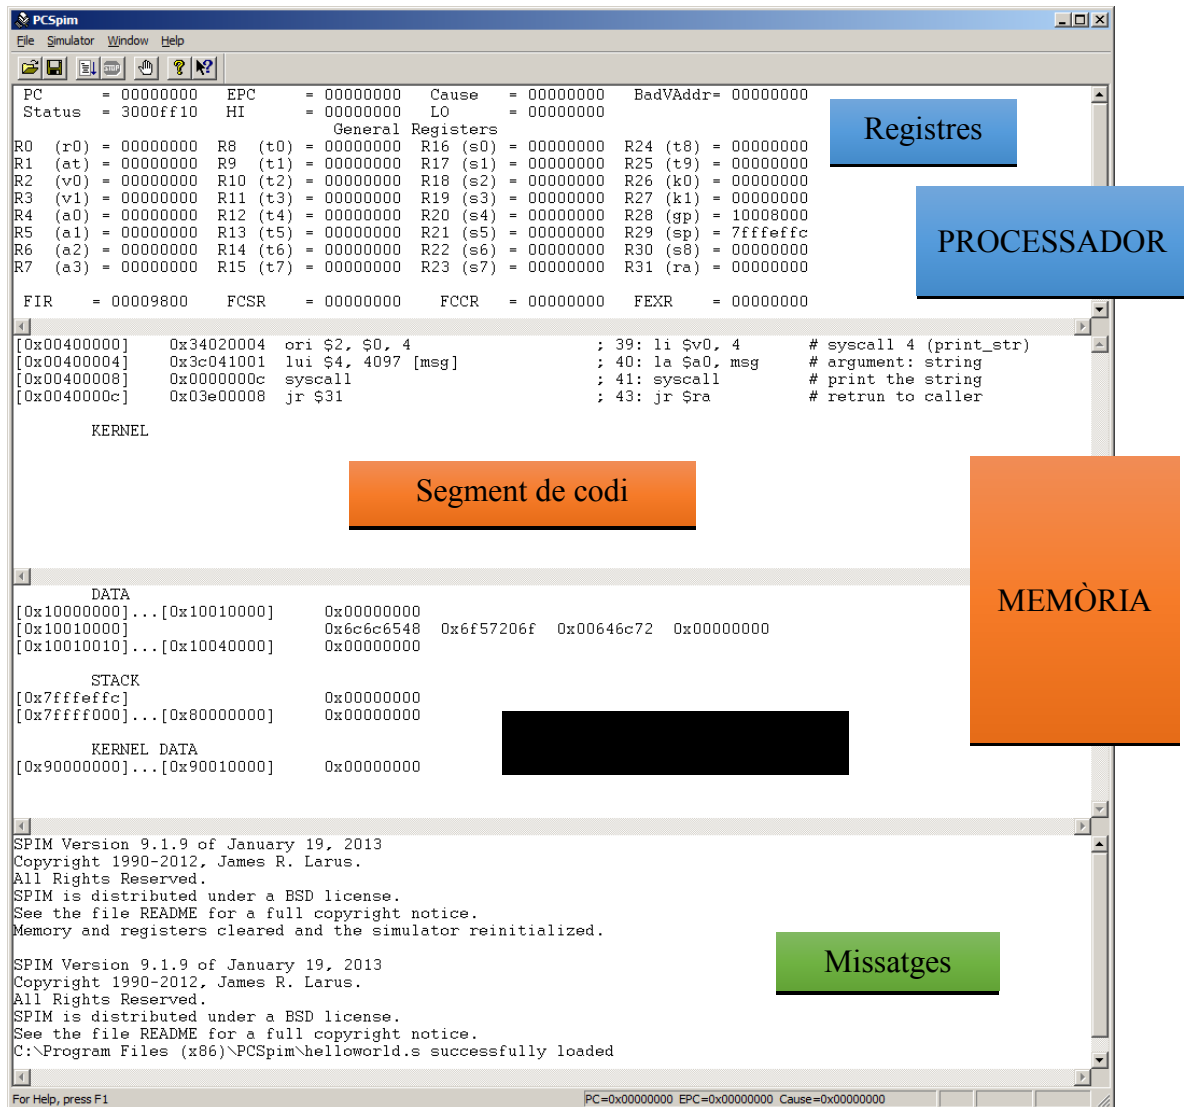 PCSpim
File Simulator Window Help
PC = 00000000 EPC = 00000000 Cause = 00000000 BadVAddr= 00000000
Status = 3000ff10 HI = 00000000 LO = 00000000
General Registers
R0 (r0) = 00000000 R8 (t0) = 00000000 R16 (s0) = 00000000 R24 (t8) = 00000000
R1 (at) = 00000000 R9 (t1) = 00000000 R17 (s1) = 00000000 R25 (t9) = 00000000
R2 (v0) = 00000000 R10 (t2) = 00000000 R18 (s2) = 00000000 R26 (k0) = 00000000
R3 (v1) = 00000000 R11 (t3) = 00000000 R19 (s3) = 00000000 R27 (k1) = 00000000
R4 (a0) = 00000000 R12 (t4) = 00000000 R20 (s4) = 00000000 R28 (gp) = 10008000
R5 (a1) = 00000000 R13 (t5) = 00000000 R21 (s5) = 00000000 R29 (sp) = 7fffeffc
R6 (a2) = 00000000 R14 (t6) = 00000000 R22 (s6) = 00000000 R30 (s8) = 00000000
R7 (a3) = 00000000 R15 (t7) = 00000000 R23 (s7) = 00000000 R31 (ra) = 00000000
FIR = 00009800 FCSR = 00000000 FCCR = 00000000 FEXR = 00000000
Registres
PROCESSADOR
[0x00400000] 0x34020004 ori $2, $0, 4 ; 39: li $v0, 4 # syscall 4 (print_str)
[0x00400004] 0x3c041001 lui $4, 4097 [msg] ; 40: la $a0, msg # argument: string
[0x00400008] 0x0000000c syscall ; 41: syscall # print the string
[0x0040000c] 0x03e00008 jr $31 ; 43: jr $ra # retrun to caller
KERNEL
Segment de codi
MEMÒRIA
DATA
[0x10000000]...[0x10010000] 0x00000000
[0x10010000] 0x6c6c6548 0x6f57206f 0x00646c72 0x00000000
[0x10010010]...[0x10040000] 0x00000000
STACK
[0x7fffeffc] 0x00000000
[0x7ffff000]...[0x80000000] 0x00000000
KERNEL DATA
[0x90000000]...[0x90010000] 0x00000000
SPIM Version 9.1.9 of January 19, 2013
Copyright 1990-2012, James R. Larus.
All Rights Reserved.
SPIM is distributed under a BSD license.
See the file README for a full copyright notice.
Memory and registers cleared and the simulator reinitialized.
SPIM Version 9.1.9 of January 19, 2013
Copyright 1990-2012, James R. Larus.
All Rights Reserved.
SPIM is distributed under a BSD license.
See the file README for a full copyright notice.
C:\Program Files (x86)\PCSpim\helloworld.s successfully loaded
Missatges
For Help, press F1
PC=0x00000000 EPC=0x00000000 Cause=0x00000000